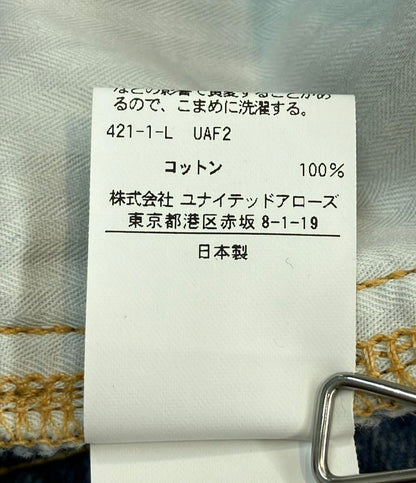 などの影響で黄変することがあ
るので、こまめに洗濯する。
421-1-L UAF2
コットン 100%
株式会社 ユナイテッドアローズ
東京都港区赤坂 8-1-19
日本製